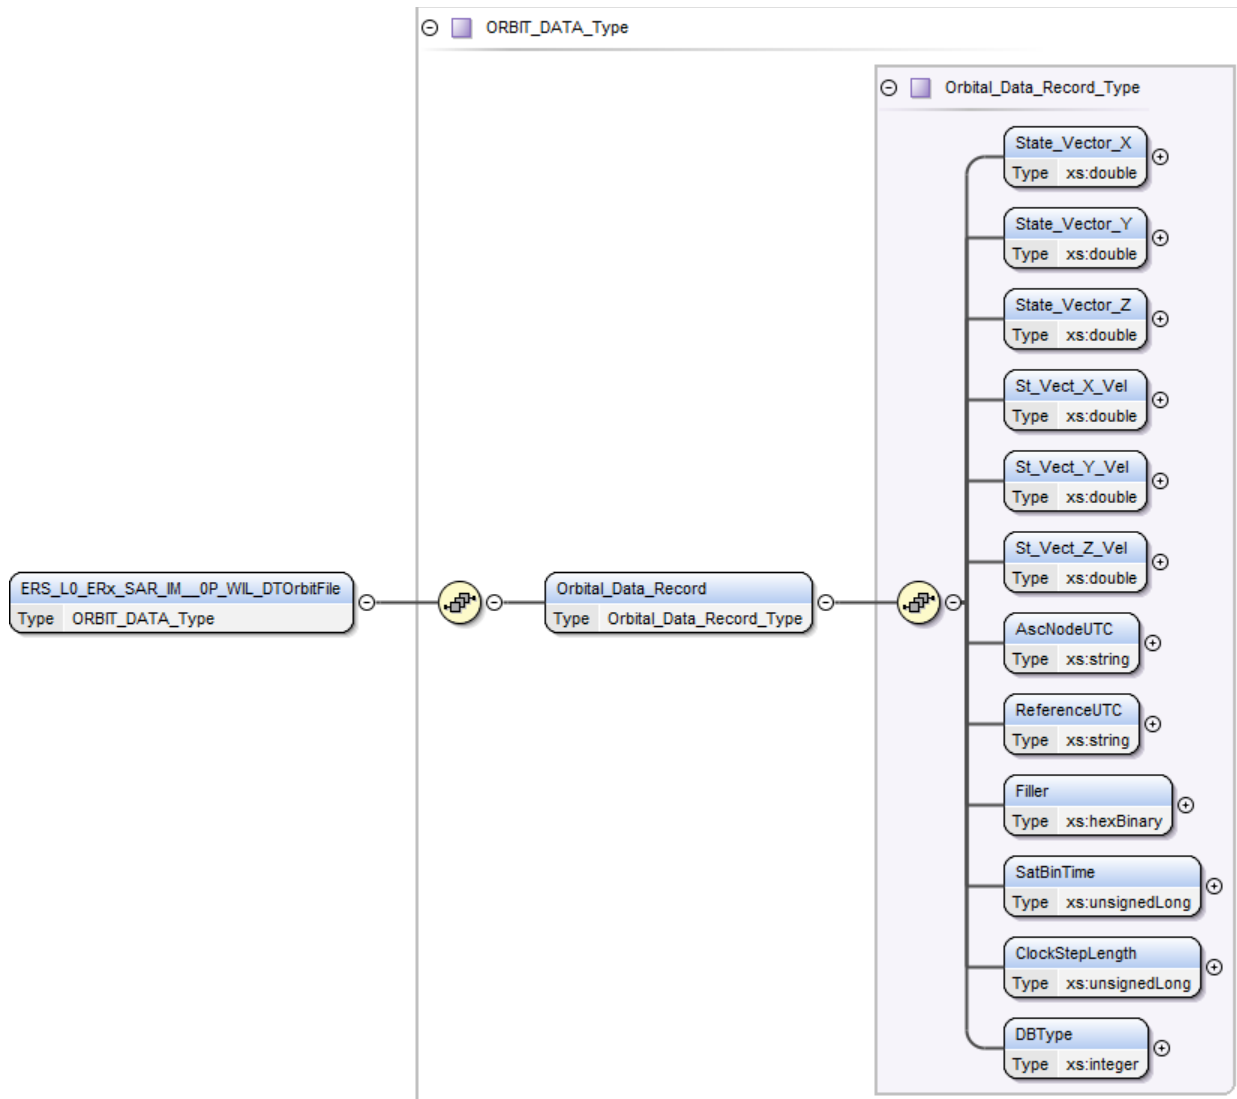 ORBIT_DATA_Type
Orbital_Data_Record_Type
State_Vector_X
Type xs:double
State_Vector_Y
Type xs:double
State_Vector_Z
Type xs:double
St_Vect_X_Vel
Type xs:double
St_Vect_Y_Vel
Type xs:double
St_Vect_Z_Vel
Type xs:double
ERS_L0_ERx_SAR_IM__0P_WIL_DTOrbitFile
Type ORBIT_DATA_Type
Orbital_Data_Record
Type Orbital_Data_Record_Type
AscNodeUTC
Type xs:string
ReferenceUTC
Type xs:string
Filler
Type xs:hexBinary
SatBinTime
Type xs:unsignedLong
ClockStepLength
Type xs:unsignedLong
DBType
Type xs:integer